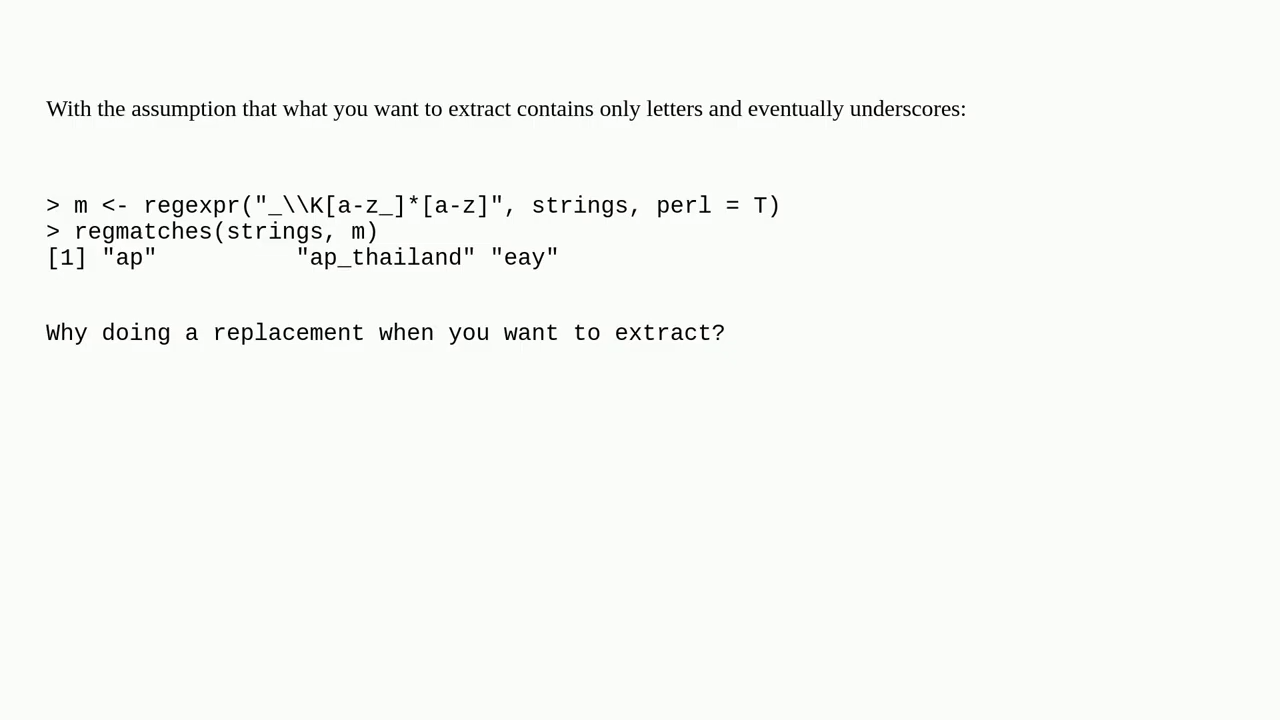 With the assumption that what you want to extract contains only letters and eventually underscores:
> m <- regexpr("_\\K[a-z_]*[a-z]", strings, perl = T)
> regmatches(strings, m)
[1] "ap"          "ap_thailand" "eay"
Why doing a replacement when you want to extract?